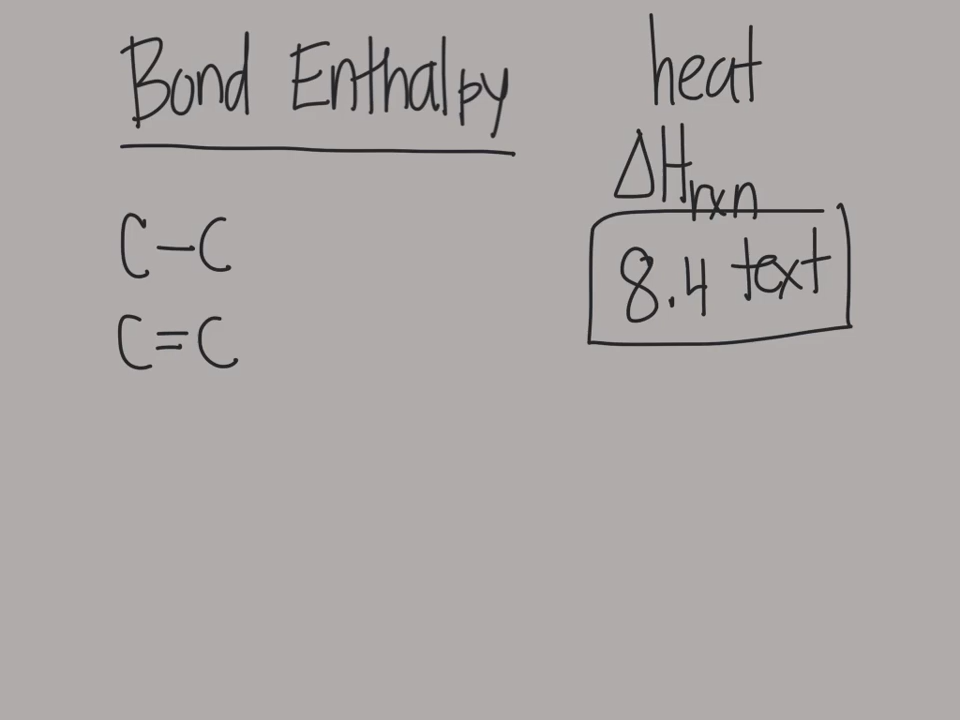 Bond Enthalpy
C-C
C=C
heat
ΔHrxn
8.4 text